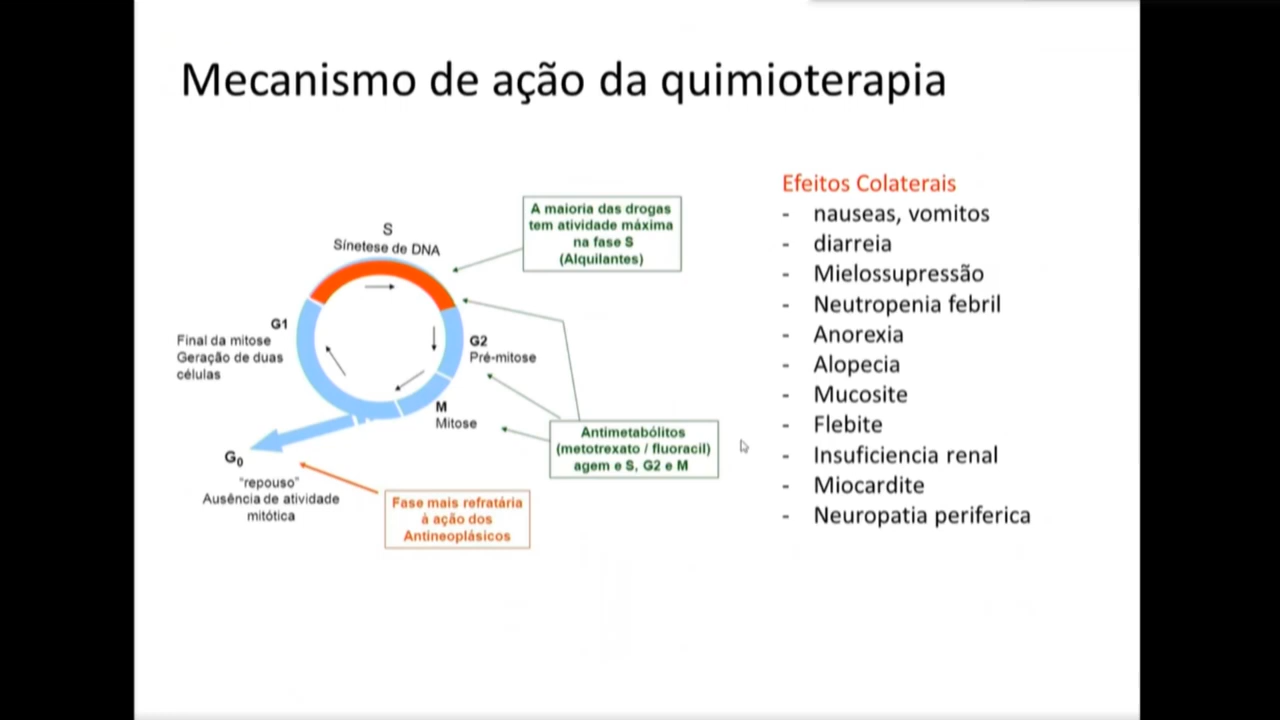 Mecanismo de ação da quimioterapia
A maioria das drogas
tem atividade máxima
na fase S
(Alquilantes)
S
Sínetese de DNA
G1
Final da mitose
Geração de duas
células
G2
Pré-mitose
M
Mitose
Antimetabólitos
(metotrexato / fluoracil)
agem e S, G2 e M
G0
"repouso"
Ausência de atividade
mitótica
Fase mais refratária
à ação dos
Antineoplásicos
Efeitos Colaterais
- nauseas, vomitos
- diarreia
- Mielossupressão
- Neutropenia febril
- Anorexia
- Alopecia
- Mucosite
- Flebite
- Insuficiencia renal
- Miocardite
- Neuropatia periferica